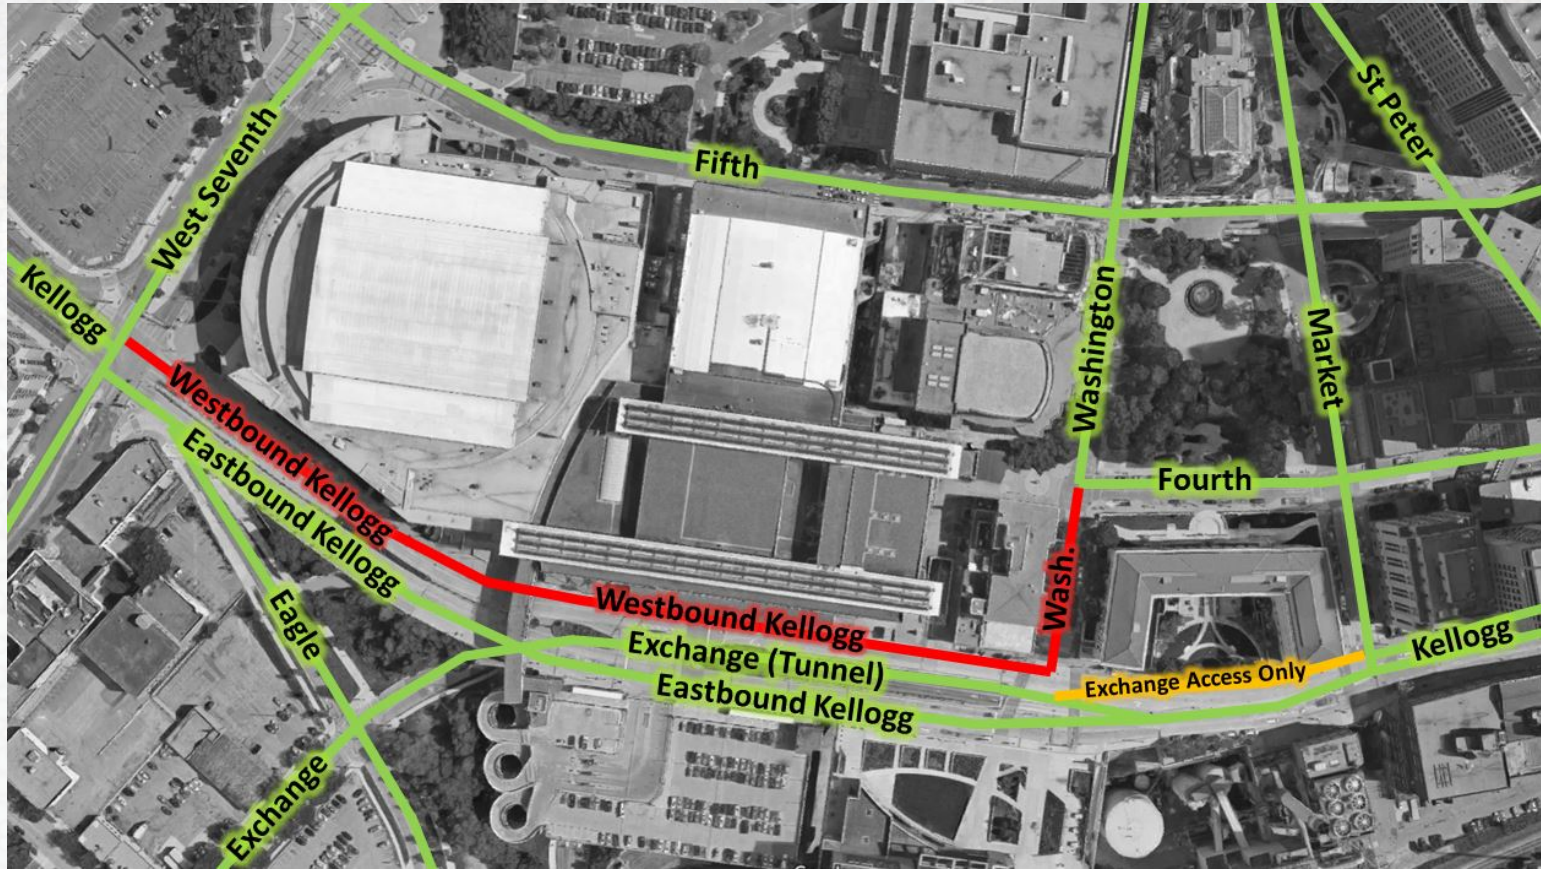 West Seventh
Fifth
St Peter
Kellogg
Washington
Market
Westbound Kellogg
Eastbound Kellogg
Fourth
Eagle
Westbound Kellogg
Wash.
Exchange (Tunnel)
Eastbound Kellogg
Exchange Access Only
Kellogg
Exchange